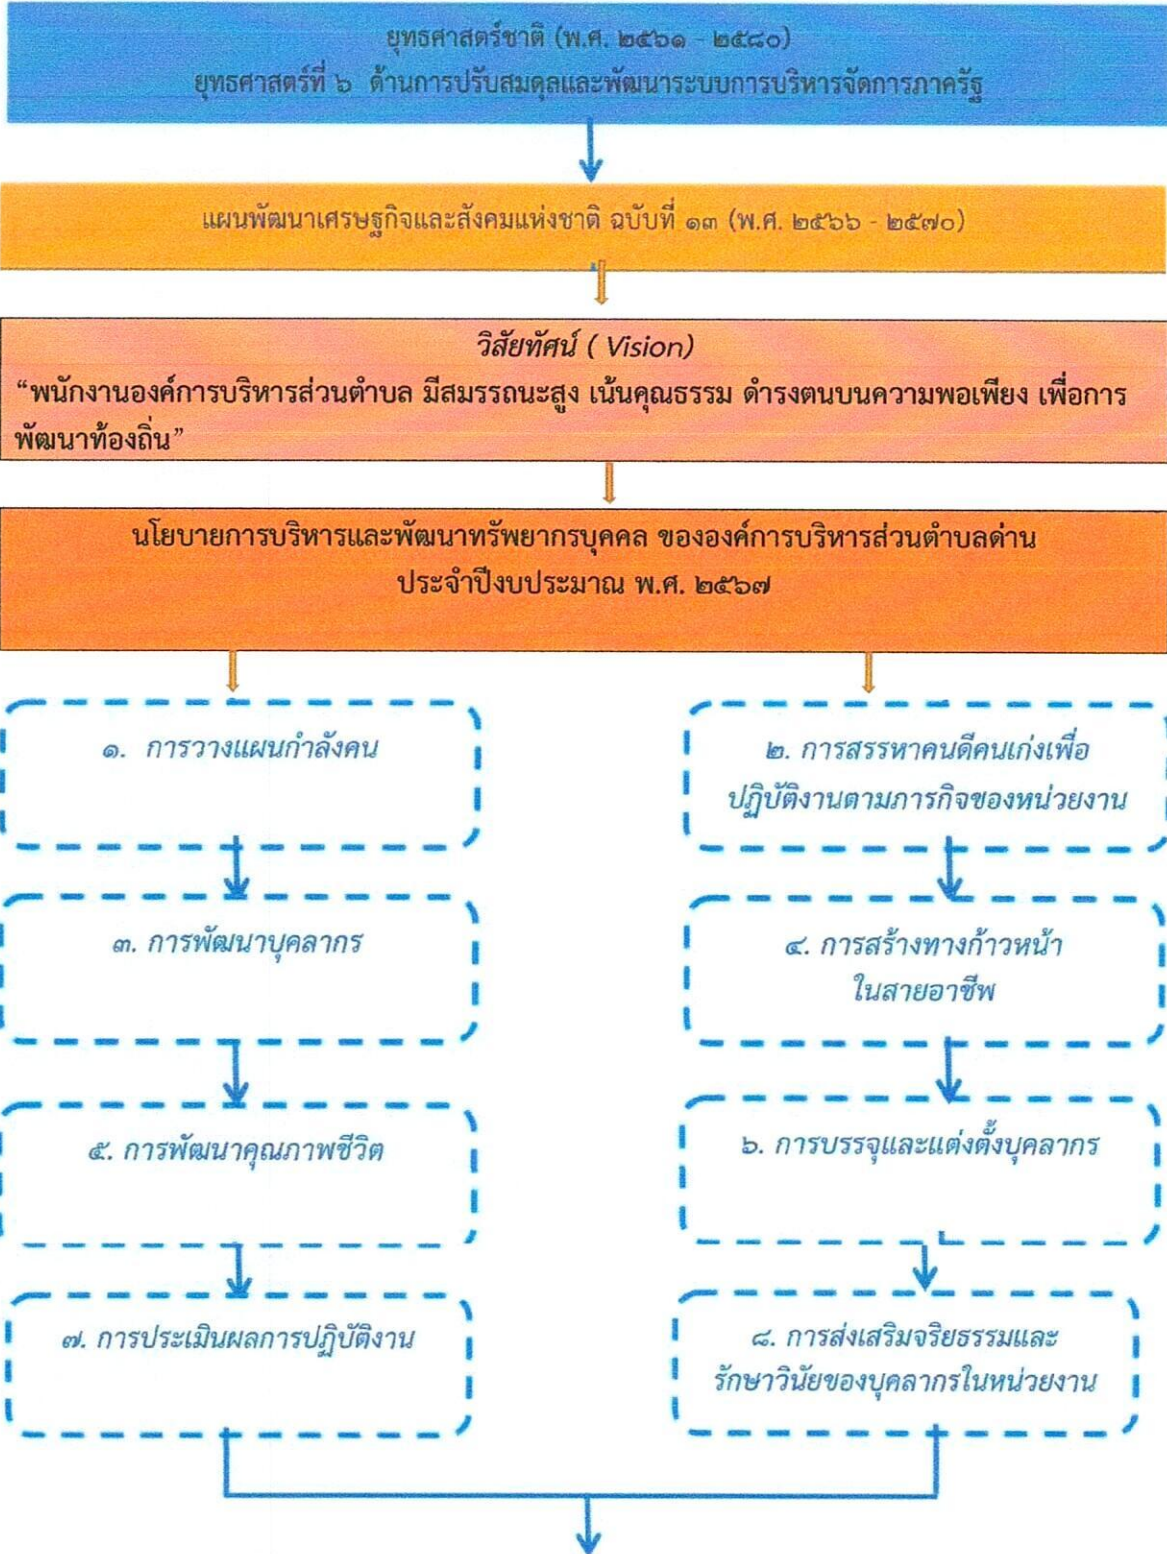 ยุทธศาสตร์ชาติ (พ.ศ. ๒๕๖๑ - ๒๕๘๐)
ยุทธศาสตร์ที่ ๖ ด้านการปรับสมดุลและพัฒนาระบบการบริหารจัดการภาครัฐ
แผนพัฒนาเศรษฐกิจและสังคมแห่งชาติ ฉบับที่ ๑๓ (พ.ศ. ๒๕๖๖ - ๒๕๗๐)
วิสัยทัศน์ ( Vision)
“พนักงานองค์การบริหารส่วนตำบล มีสมรรถนะสูง เน้นคุณธรรม ดำรงตนบนความพอเพียง เพื่อการ
พัฒนาท้องถิ่น”
นโยบายการบริหารและพัฒนาทรัพยากรบุคคล ขององค์การบริหารส่วนตำบลด่าน
ประจำปีงบประมาณ พ.ศ. ๒๕๖๗
๑. การวางแผนกำลังคน
๒. การสรรหาคนดีคนเก่งเพื่อ
ปฏิบัติงานตามภารกิจของหน่วยงาน
๓. การพัฒนาบุคลากร
๔. การสร้างทางก้าวหน้า
ในสายอาชีพ
๕. การพัฒนาคุณภาพชีวิต
๖. การบรรจุและแต่งตั้งบุคลากร
๗. การประเมินผลการปฏิบัติงาน
๘. การส่งเสริมจริยธรรมและ
รักษาวินัยของบุคลากรในหน่วยงาน